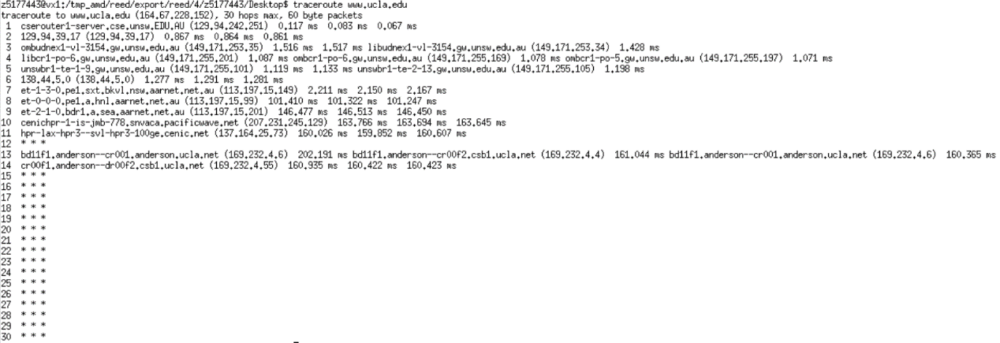 z5177443@vx1:/tmp_amd/reed/export/reed/4/z5177443/Desktop$ traceroute www.ucla.edu
traceroute to www.ucla.edu (164.67.228.152), 30 hops max, 60 byte packets
1 cserouter1-server.cse.unsw.EDU.AU (129.94.242.251) 0.117 ms 0.083 ms 0.067 ms
2 129.94.39.17 (129.94.39.17) 0.867 ms 0.864 ms 0.861 ms
3 ombudnex1-vl-3154.gw.unsw.edu.au (149.171.253.35) 1.516 ms 1.517 ms libudnex1-vl-3154.gw.unsw.edu.au (149.171.253.34) 1.428 ms
4 libcr1-po-6.gw.unsw.edu.au (149.171.255.201) 1.087 ms ombcr1-po-6.gw.unsw.edu.au (149.171.255.169) 1.078 ms ombcr1-po-5.gw.unsw.edu.au (149.171.255.197) 1.071 ms
5 unswbr1-te-1-9.gw.unsw.edu.au (149.171.255.101) 1.119 ms 1.133 ms unswbr1-te-2-13.gw.unsw.edu.au (149.171.255.105) 1.198 ms
6 138.44.5.0 (138.44.5.0) 1.277 ms 1.291 ms 1.281 ms
7 et-1-3-0.pe1.sxt.bkvl.nsw.aarnet.net.au (113.197.15.149) 2.211 ms 2.150 ms 2.167 ms
8 et-0-0-0.pe1.a.hnl.aarnet.net.au (113.197.15.99) 101.410 ms 101.322 ms 101.247 ms
9 et-2-1-0.bdr1.a.sea.aarnet.net.au (113.197.15.201) 146.477 ms 146.513 ms 146.450 ms
10 cenichpr-1-is-jmb-778.snvaca.pacificwave.net (207.231.245.129) 163.766 ms 163.694 ms 163.645 ms
11 hpr-lax-hpr3--svl-hpr3-100ge.cenic.net (137.164.25.73) 160.026 ms 159.852 ms 160.607 ms
12 * * *
13 bd11f1.anderson--cr001.anderson.ucla.net (169.232.4.6) 202.191 ms bd11f1.anderson--cr00f2.csb1.ucla.net (169.232.4.4) 161.044 ms bd11f1.anderson--cr001.anderson.ucla.net (169.232.4.6) 160.365 ms
14 cr00f1.anderson--dr00f2.csb1.ucla.net (169.232.4.55) 160.935 ms 160.422 ms 160.423 ms
15 * * *
16 * * *
17 * * *
18 * * *
19 * * *
20 * * *
21 * * *
22 * * *
23 * * *
24 * * *
25 * * *
26 * * *
27 * * *
28 * * *
29 * * *
30 * * *